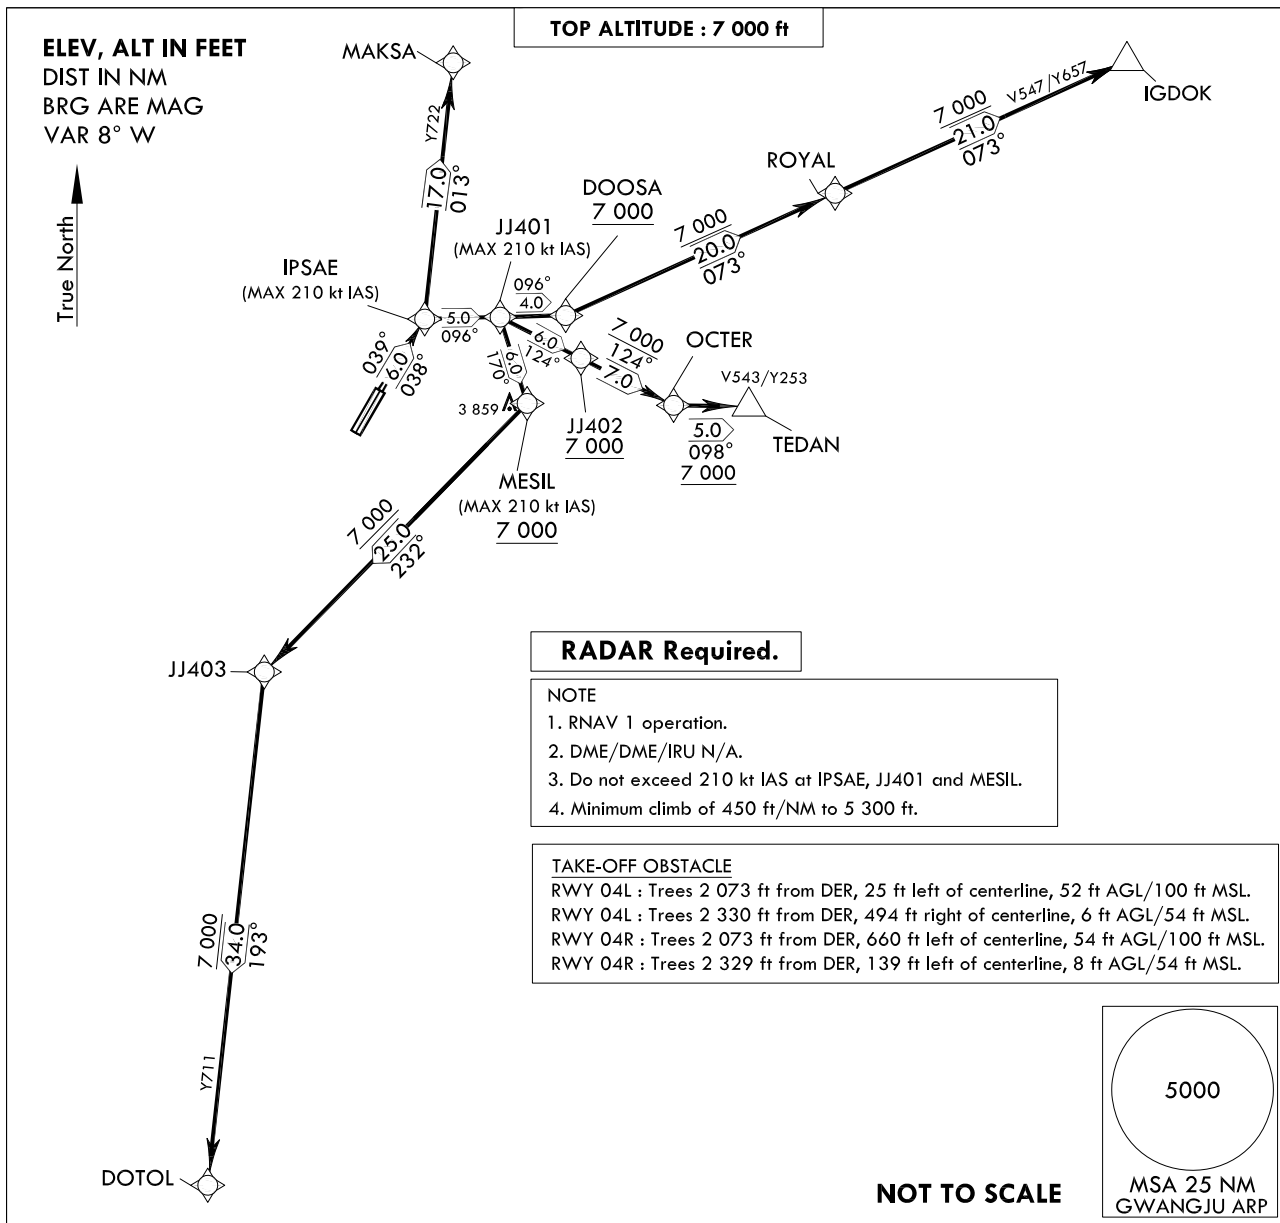 TOP ALTITUDE : 7 000 ft
ELEV, ALT IN FEET
DIST IN NM
BRG ARE MAG
VAR 8° W
True North
MAKSA
Y722
17.0
013°
IGDOK
V547/Y657
7 000
21.0
073°
ROYAL
DOOSA
7 000
7 000
20.0
073°
JJ401
(MAX 210 kt IAS)
IPSAE
(MAX 210 kt IAS)
096°
4.0
5.0
096°
039°
6.0
038°
6.0
124°
6.0
170°
7 000
124°
7.0
OCTER
V543/Y253
TEDAN
5.0
098°
7 000
JJ402
7 000
3 859
MESIL
(MAX 210 kt IAS)
7 000
7 000
25.0
232°
JJ403
7 000
34.0
193°
Y711
DOTOL
RADAR Required.
NOTE
1. RNAV 1 operation.
2. DME/DME/IRU N/A.
3. Do not exceed 210 kt IAS at IPSAE, JJ401 and MESIL.
4. Minimum climb of 450 ft/NM to 5 300 ft.
TAKE-OFF OBSTACLE
RWY 04L : Trees 2 073 ft from DER, 25 ft left of centerline, 52 ft AGL/100 ft MSL.
RWY 04L : Trees 2 330 ft from DER, 494 ft right of centerline, 6 ft AGL/54 ft MSL.
RWY 04R : Trees 2 073 ft from DER, 660 ft left of centerline, 54 ft AGL/100 ft MSL.
RWY 04R : Trees 2 329 ft from DER, 139 ft left of centerline, 8 ft AGL/54 ft MSL.
5000
MSA 25 NM
GWANGJU ARP
NOT TO SCALE